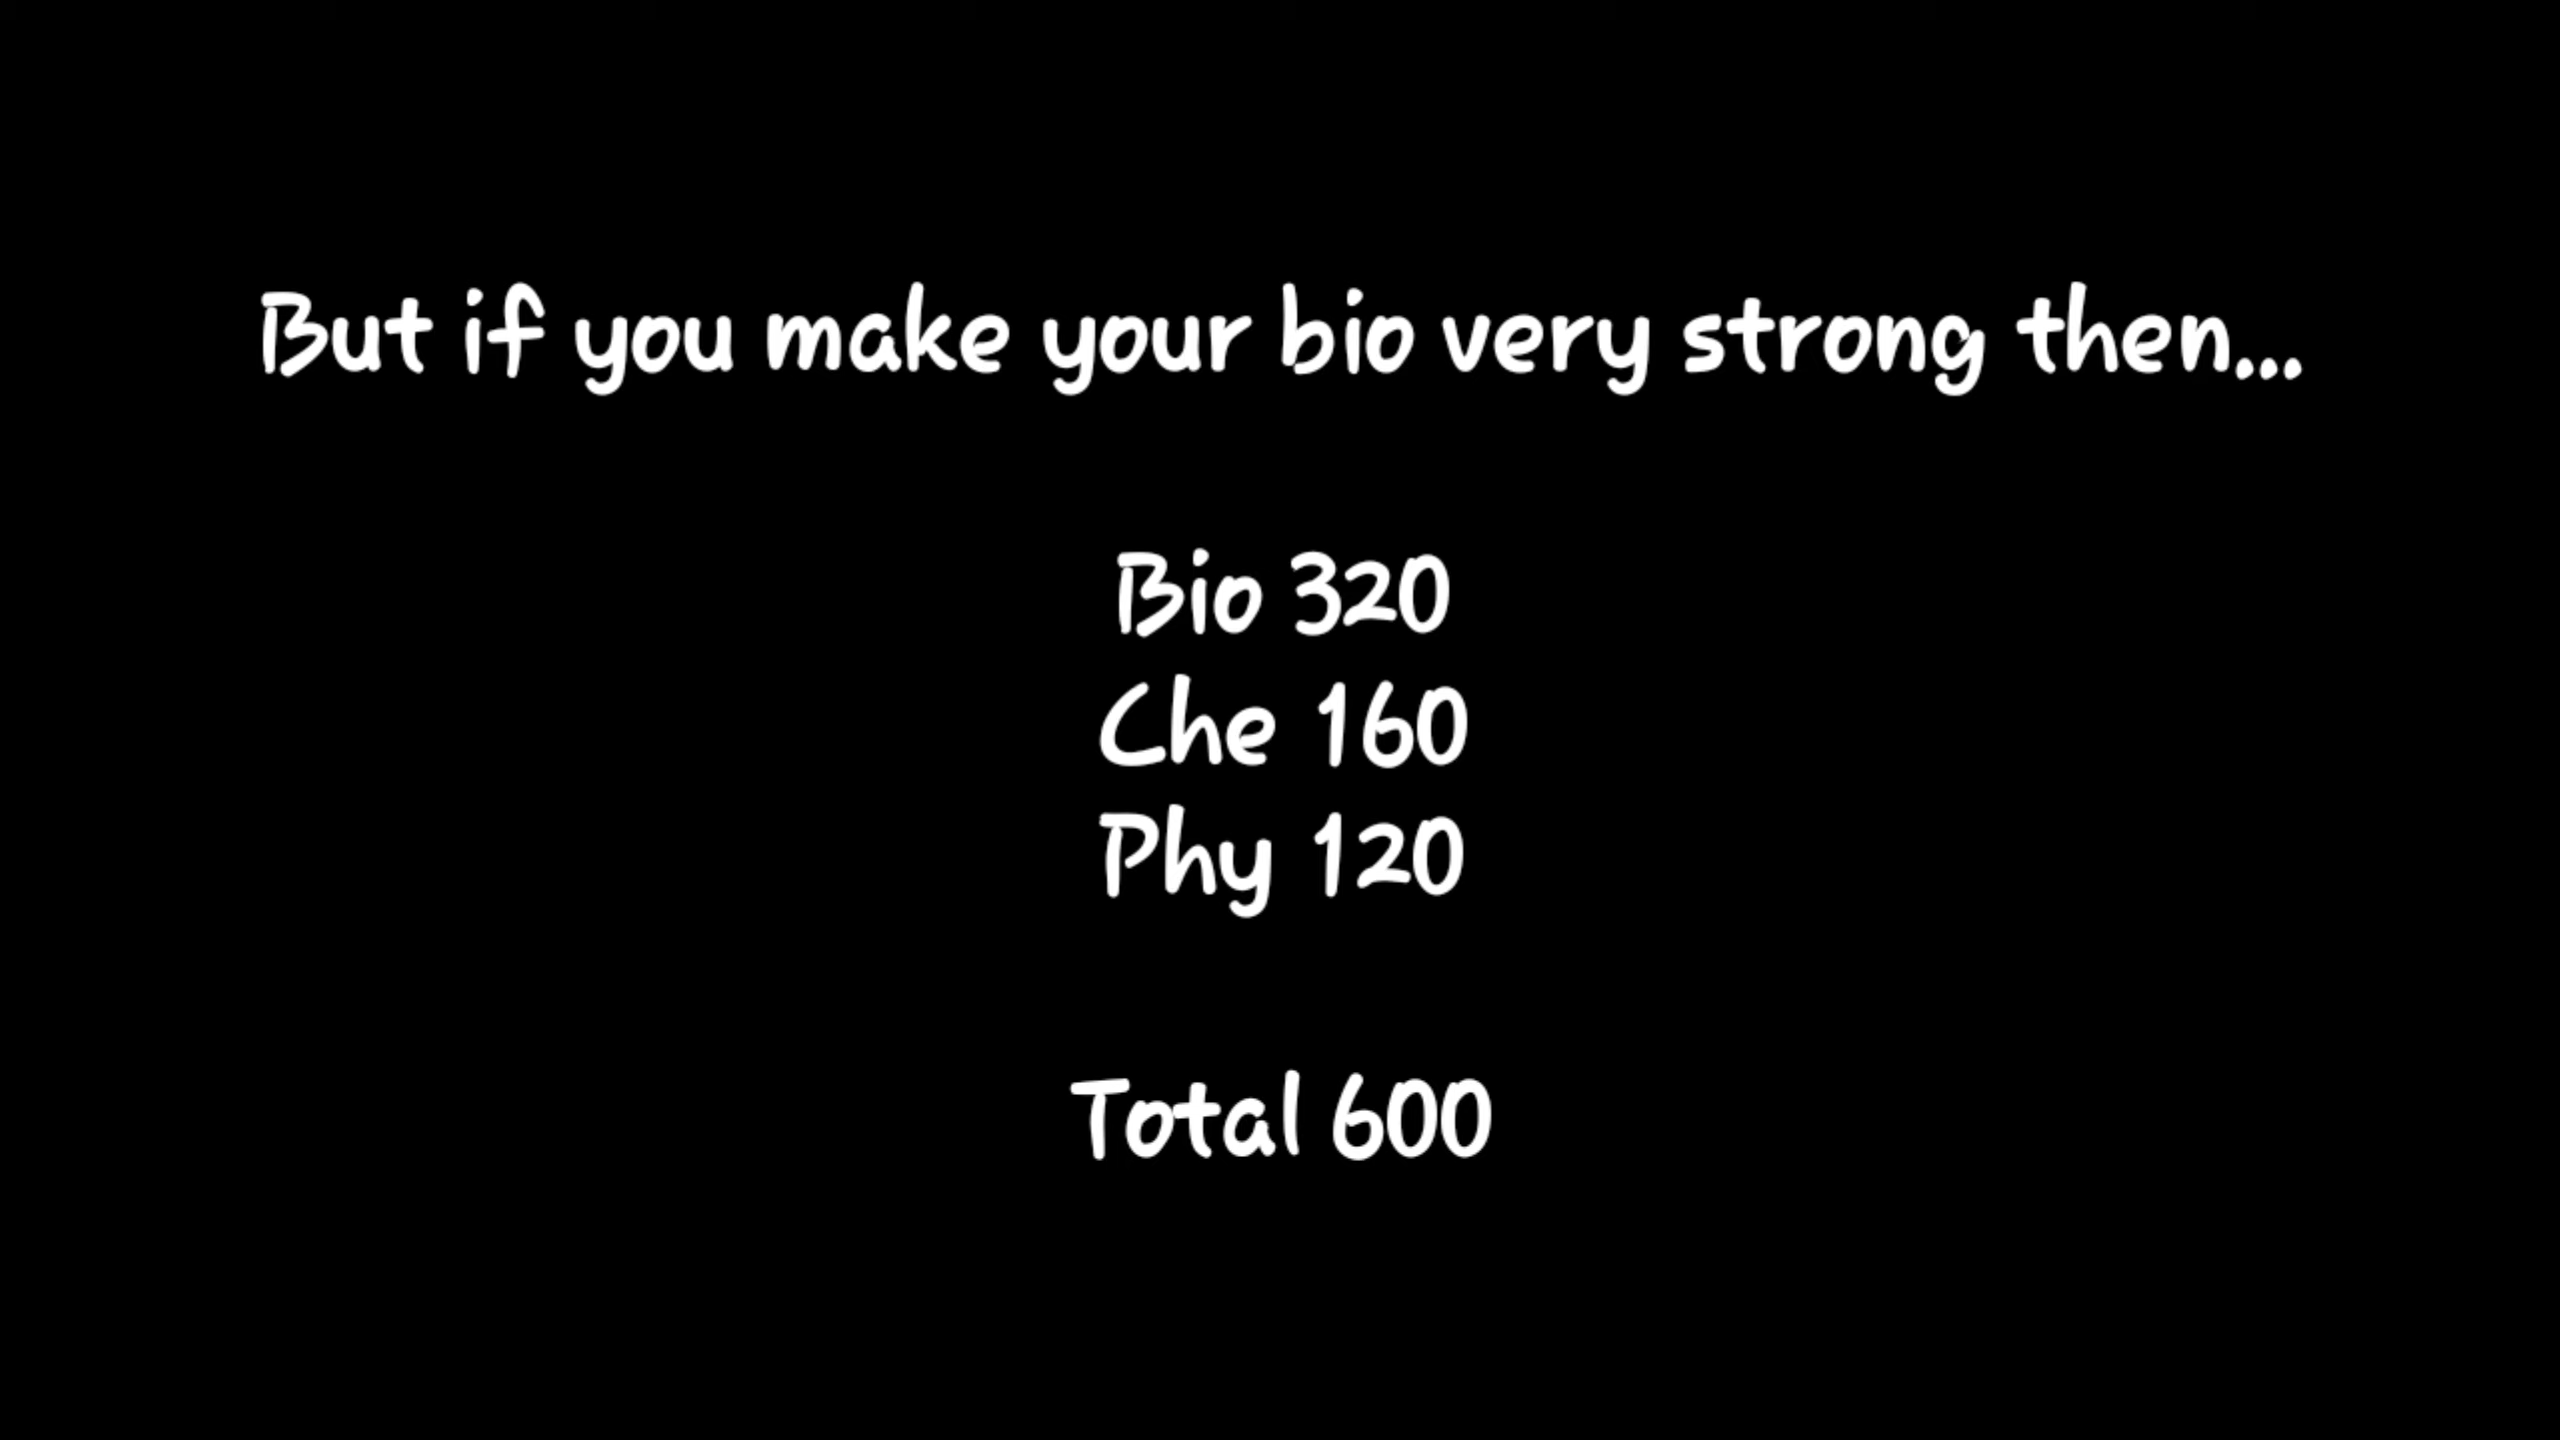 But if you make your bio very strong then...
Bio 320
Che 160
Phy 120
Total 600